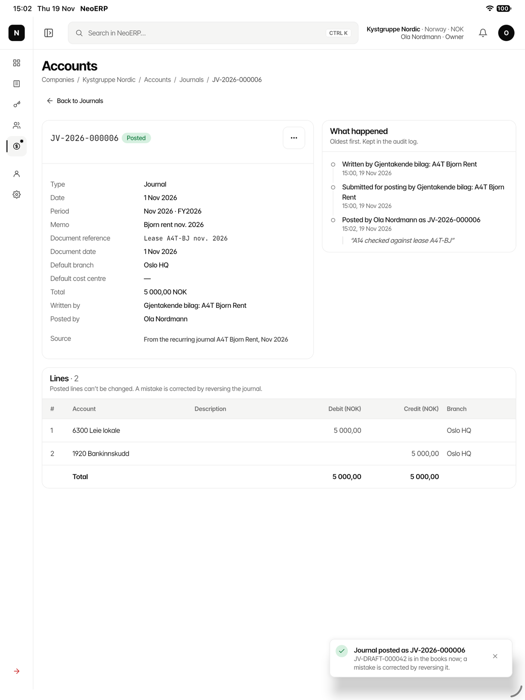 15:02 Thu 19 Nov NeoERP
100
N
Search in NeoERP...
CTRL K
Kystgruppe Nordic · Norway · NOK
Ola Nordmann · Owner
O
Accounts
Companies / Kystgruppe Nordic / Accounts / Journals / JV-2026-000006
← Back to Journals
JV-2026-000006 Posted
Type Journal
Date 1 Nov 2026
Period Nov 2026 · FY2026
Memo Bjorn rent nov. 2026
Document reference Lease A4T-BJ nov. 2026
Document date 1 Nov 2026
Default branch Oslo HQ
Default cost centre —
Total 5 000,00 NOK
Written by Gjentakende bilag: A4T Bjorn Rent
Posted by Ola Nordmann
Source From the recurring journal A4T Bjorn Rent, Nov 2026
What happened
Oldest first. Kept in the audit log.
Written by Gjentakende bilag: A4T Bjorn Rent
15:00, 19 Nov 2026
Submitted for posting by Gjentakende bilag: A4T Bjorn
Rent
15:00, 19 Nov 2026
Posted by Ola Nordmann as JV-2026-000006
15:02, 19 Nov 2026
"A14 checked against lease A4T-BJ"
Lines · 2
Posted lines can't be changed. A mistake is corrected by reversing the journal.
# Account Description Debit (NOK) Credit (NOK) Branch
1 6300 Leie lokale 5 000,00 Oslo HQ
2 1920 Bankinnskudd 5 000,00 Oslo HQ
Total 5 000,00 5 000,00
Journal posted as JV-2026-000006
JV-DRAFT-000042 is in the books now; a
mistake is corrected by reversing it.